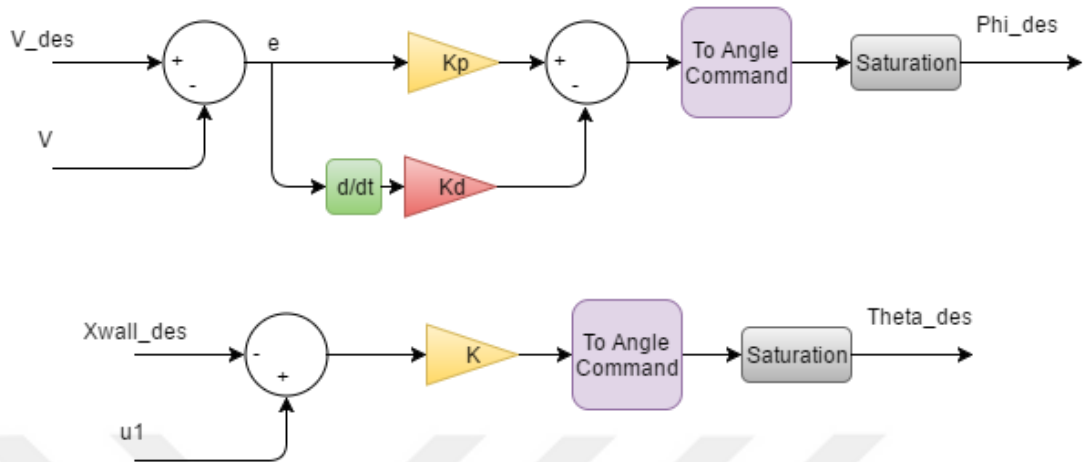 V_des
e
Phi_des
+
-
Kp
+
-
To Angle
Command
Saturation
V
d/dt
Kd
Xwall_des
Theta_des
-
+
K
To Angle
Command
Saturation
u1